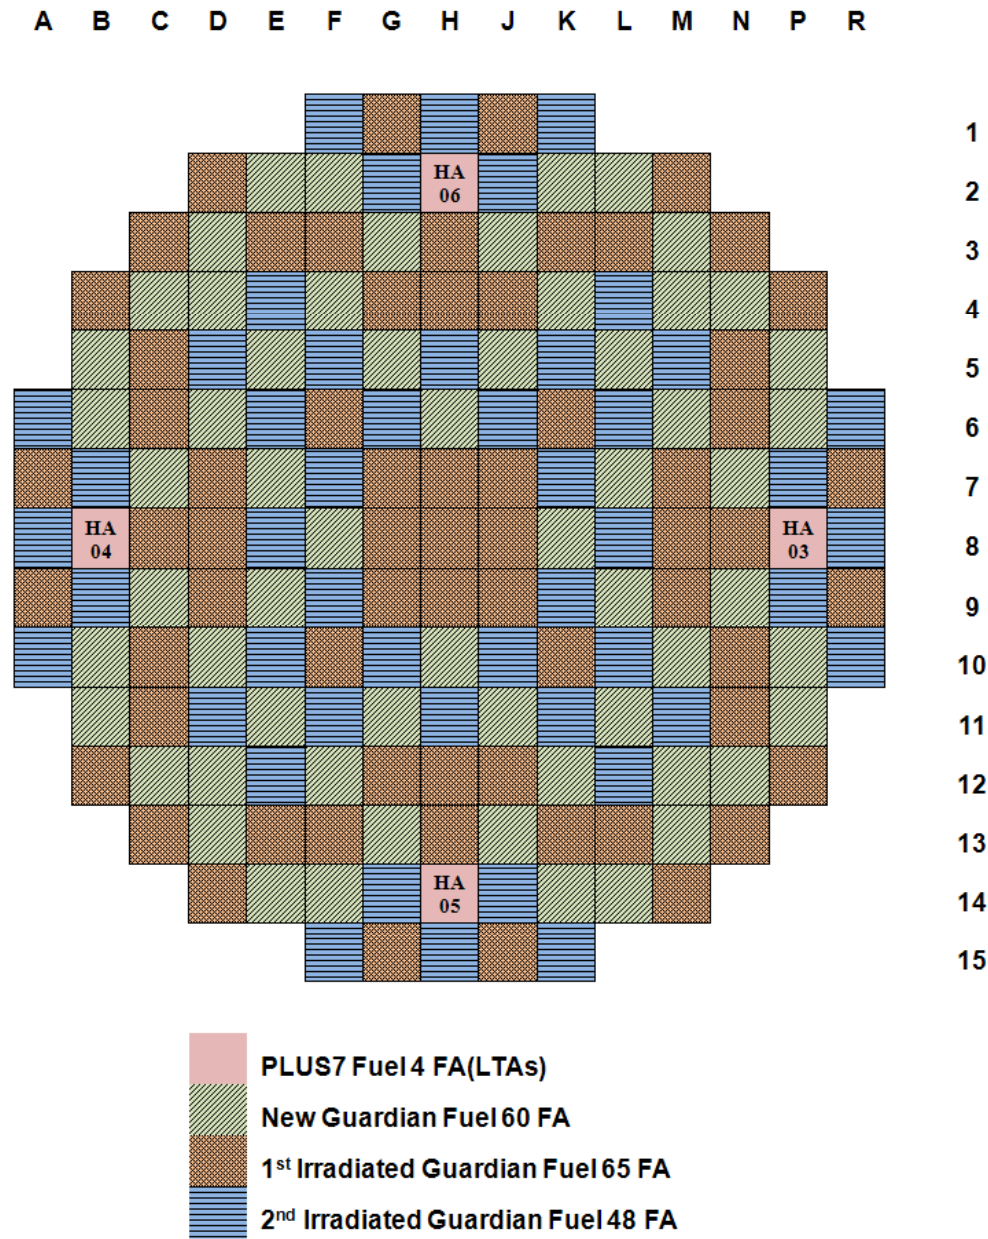 A B C D E F G H J K L M N P R
1
HA
06
2
3
4
5
6
7
HA
04
HA
03
8
9
10
11
12
13
HA
05
14
15
PLUS7 Fuel 4 FA(LTAs)
New Guardian Fuel 60 FA
1st Irradiated Guardian Fuel 65 FA
2nd Irradiated Guardian Fuel 48 FA